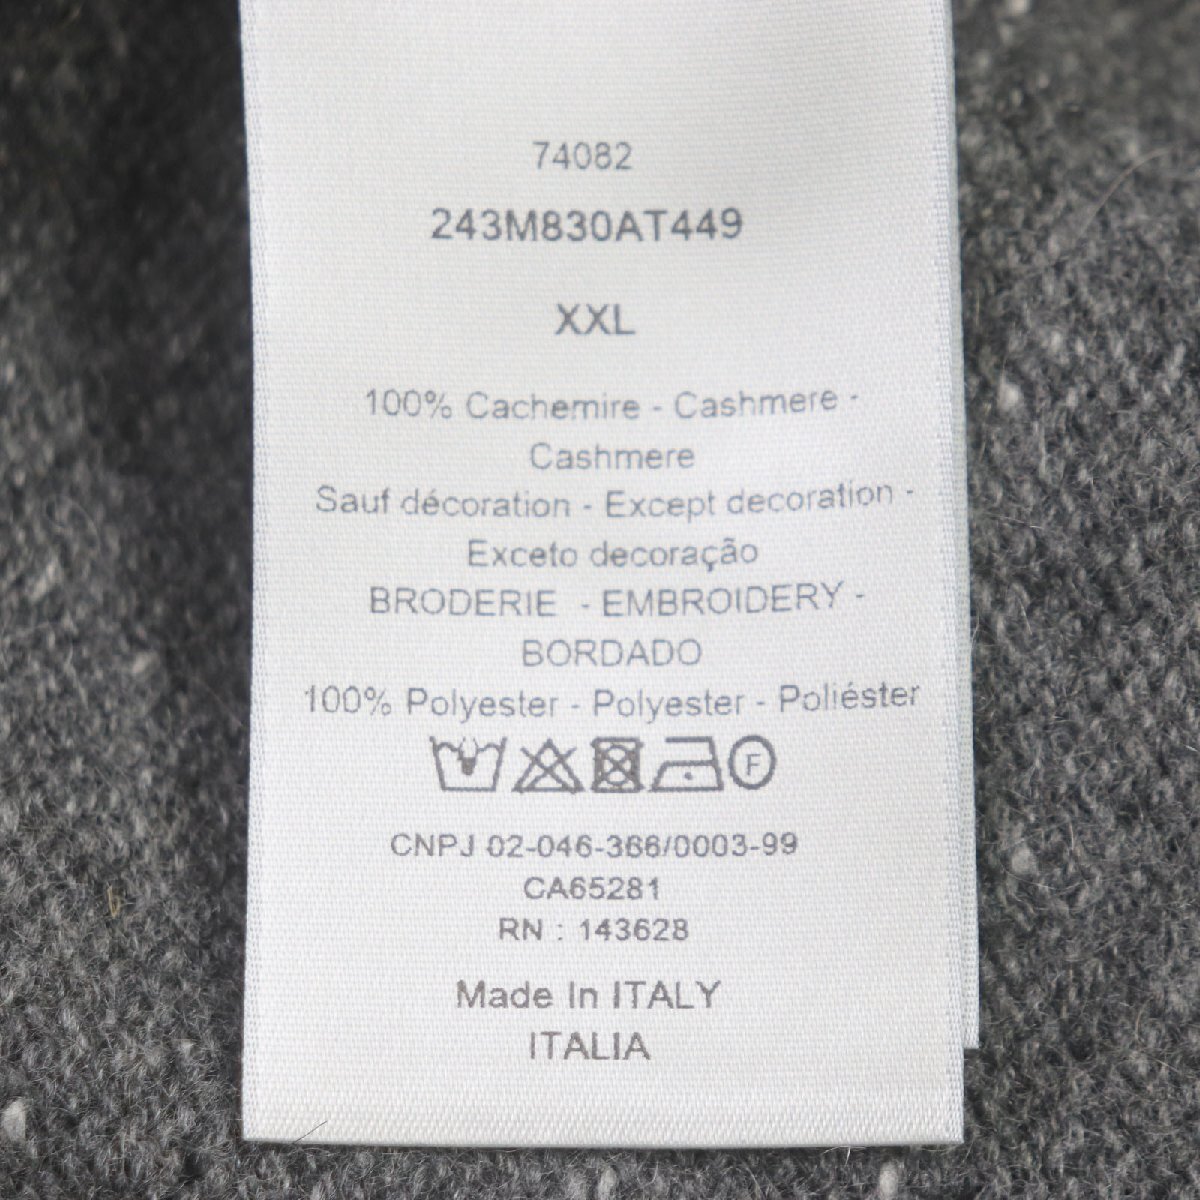 74082
243M830AT449
XXL
100% Cachemire - Cashmere -
Cashmere
Sauf décoration - Except decoration -
Exceto decoração
BRODERIE - EMBROIDERY -
BORDADO
100% Polyester - Polyester - Poliéster
F
CNPJ 02-046-366/0003-99
CA65281
RN : 143628
Made In ITALY
ITALIA